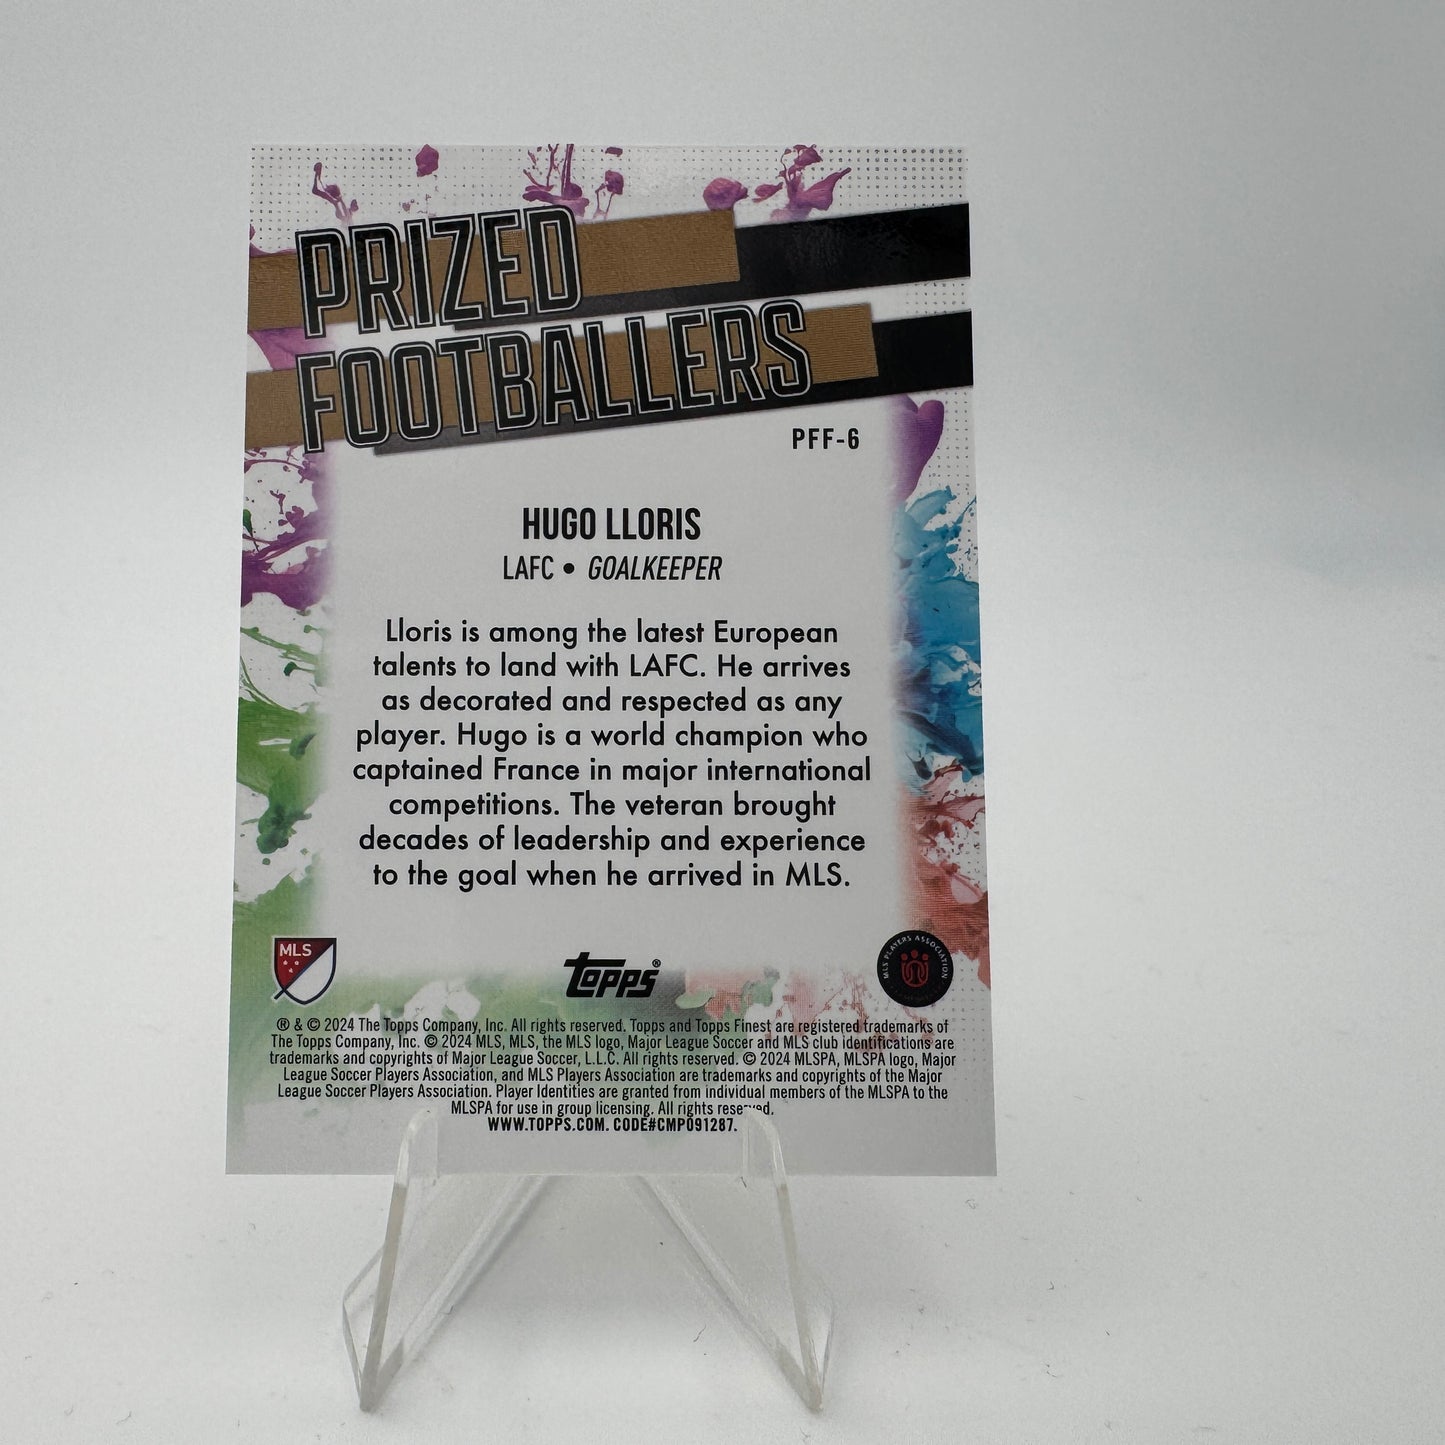 PRIZED
FOOTBALLERS
PFF-6
HUGO LLORIS
LAFC • GOALKEEPER
Lloris is among the latest European
talents to land with LAFC. He arrives
as decorated and respected as any
player. Hugo is a world champion who
captained France in major international
competitions. The veteran brought
decades of leadership and experience
to the goal when he arrived in MLS.
MLS
topps®
MLS PLAYERS ASSOCIATION
® & © 2024 The Topps Company, Inc. All rights reserved. Topps and Topps Finest are registered trademarks of
The Topps Company, Inc. © 2024 MLS, MLS, the MLS logo, Major League Soccer and MLS club identifications are
trademarks and copyrights of Major League Soccer, L.L.C. All rights reserved. © 2024 MLSPA, MLSPA logo, Major
League Soccer Players Association, and MLS Players Association are trademarks and copyrights of the Major
League Soccer Players Association. Player Identities are granted from individual members of the MLSPA to the
MLSPA for use in group licensing. All rights reserved.
WWW.TOPPS.COM. CODE#CMP091287.